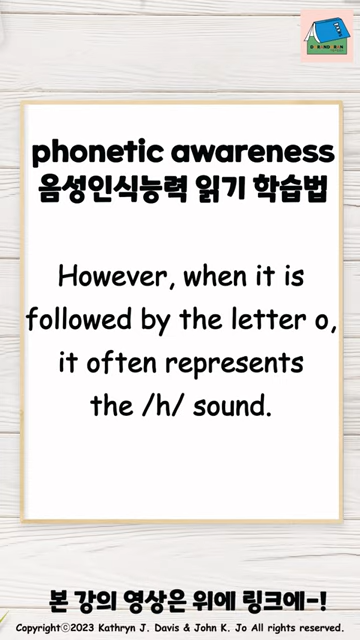 phonetic awareness
음성인식능력 읽기 학습법
However, when it is
followed by the letter o,
it often represents
the /h/ sound.
본 강의 영상은 위에 링크에~!
Copyrightⓒ2023 Kathryn J. Davis & John K. Jo All rights reserved.